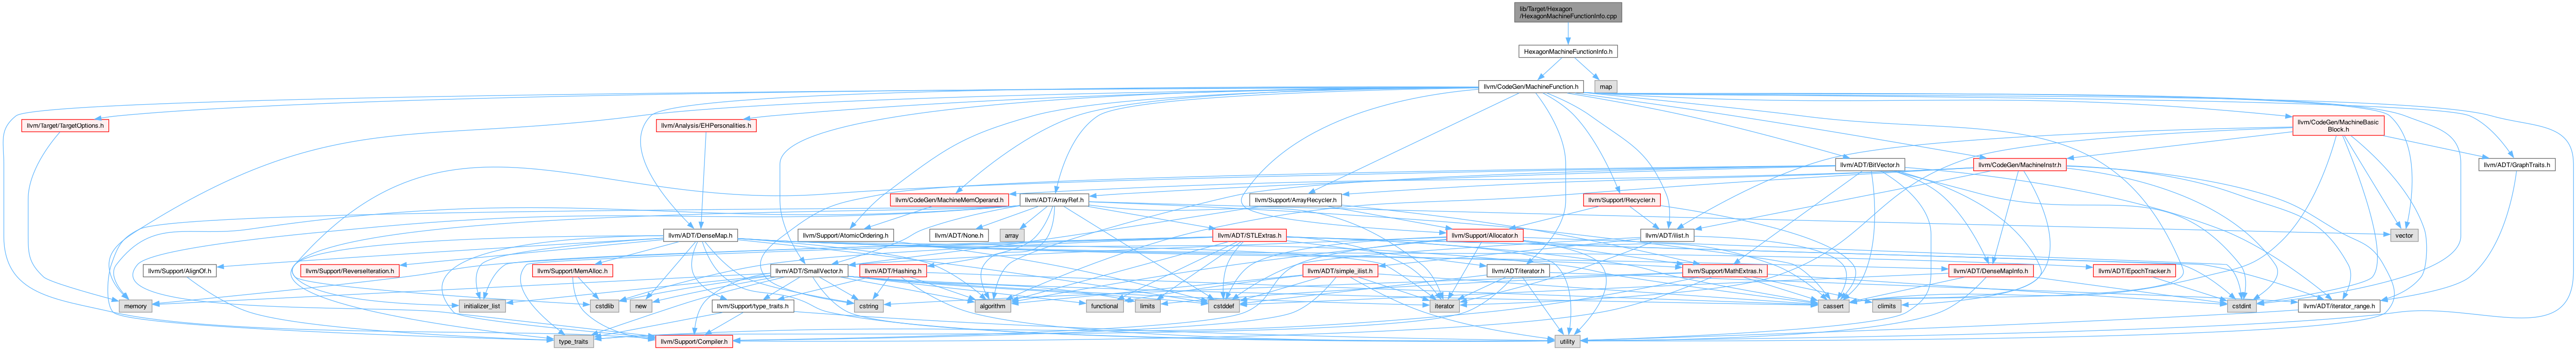 lib/Target/Hexagon
/HexagonMachineFunctionInfo.cpp
HexagonMachineFunctionInfo.h
llvm/CodeGen/MachineFunction.h
map
llvm/Target/TargetOptions.h
llvm/Analysis/EHPersonalities.h
llvm/CodeGen/MachineBasic
Block.h
llvm/ADT/BitVector.h
llvm/CodeGen/MachineInstr.h
llvm/ADT/GraphTraits.h
llvm/CodeGen/MachineMemOperand.h
llvm/ADT/ArrayRef.h
llvm/Support/ArrayRecycler.h
llvm/Support/Recycler.h
llvm/ADT/DenseMap.h
llvm/Support/AtomicOrdering.h
llvm/ADT/None.h
array
llvm/ADT/STLExtras.h
llvm/Support/Allocator.h
llvm/ADT/ilist.h
vector
llvm/Support/AlignOf.h
llvm/Support/ReverseIteration.h
llvm/Support/MemAlloc.h
llvm/ADT/SmallVector.h
llvm/ADT/Hashing.h
llvm/ADT/simple_ilist.h
llvm/ADT/iterator.h
llvm/Support/MathExtras.h
llvm/ADT/DenseMapInfo.h
llvm/ADT/EpochTracker.h
memory
initializer_list
cstdlib
new
llvm/Support/type_traits.h
cstring
algorithm
functional
limits
cstddef
iterator
cassert
climits
cstdint
llvm/ADT/iterator_range.h
type_traits
llvm/Support/Compiler.h
utility